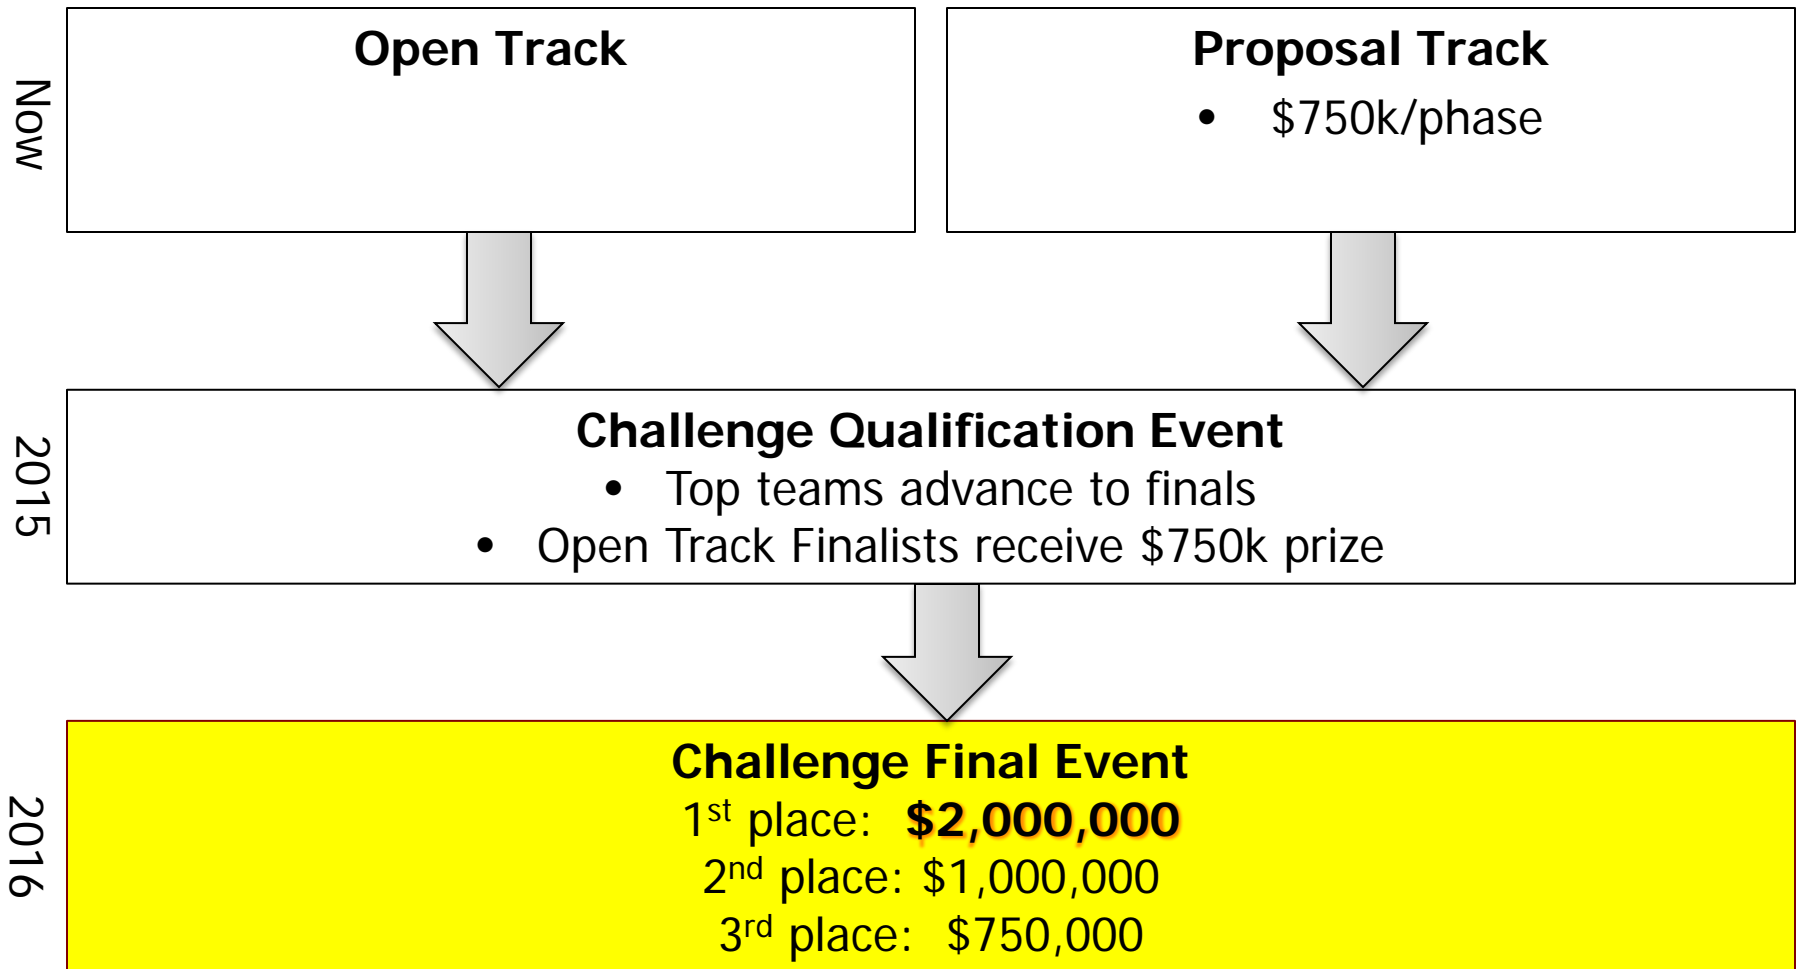 Now
Open Track
Proposal Track
• $750k/phase
2015
Challenge Qualification Event
• Top teams advance to finals
• Open Track Finalists receive $750k prize
2016
Challenge Final Event
1st place: $2,000,000
2nd place: $1,000,000
3rd place: $750,000